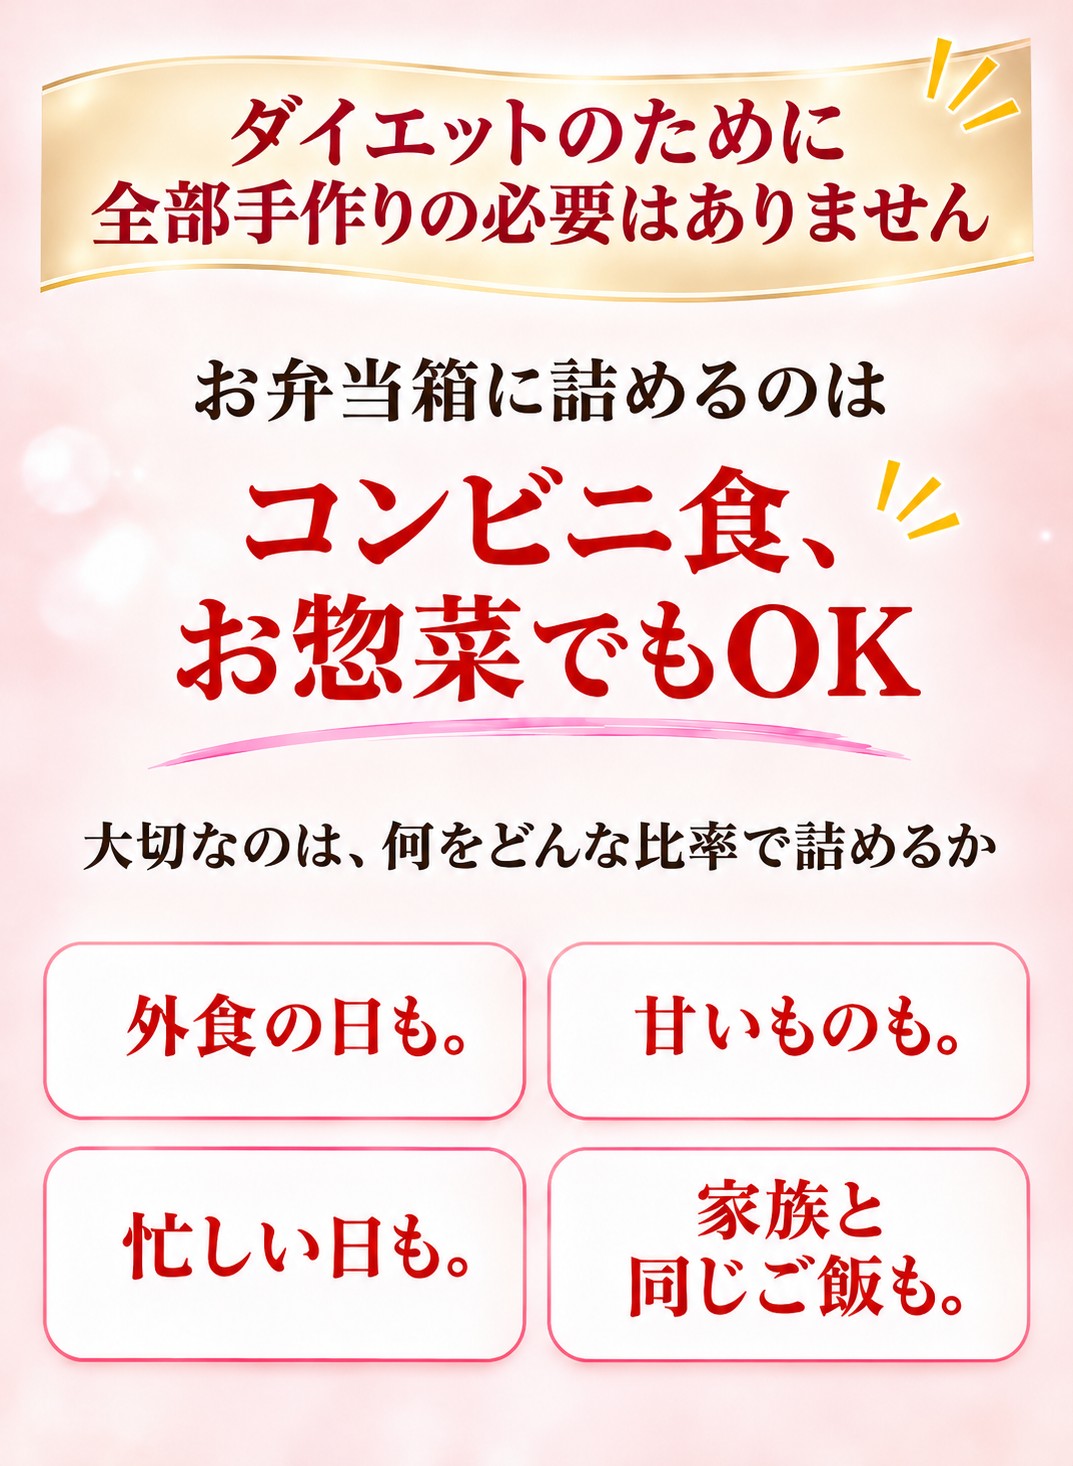 ダイエットのために
全部手作りの必要はありません
お弁当箱に詰めるのは
コンビニ食、
お惣菜でもOK
大切なのは、何をどんな比率で詰めるか
外食の日も。
甘いものも。
忙しい日も。
家族と
同じご飯も。